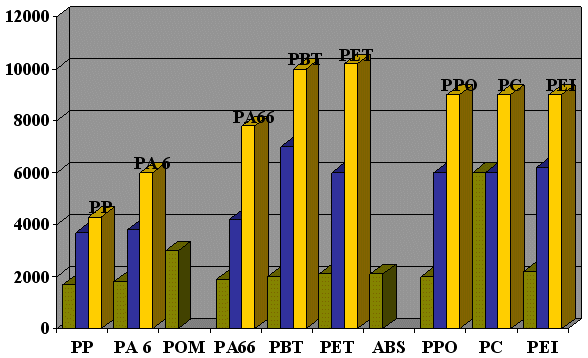 12000
10000
8000
6000
4000
2000
0
PP
PA 6
PA66
PBT
PET
PPO
PC
PEI
PP PA 6 POM PA66 PBT PET ABS PPO PC PEI